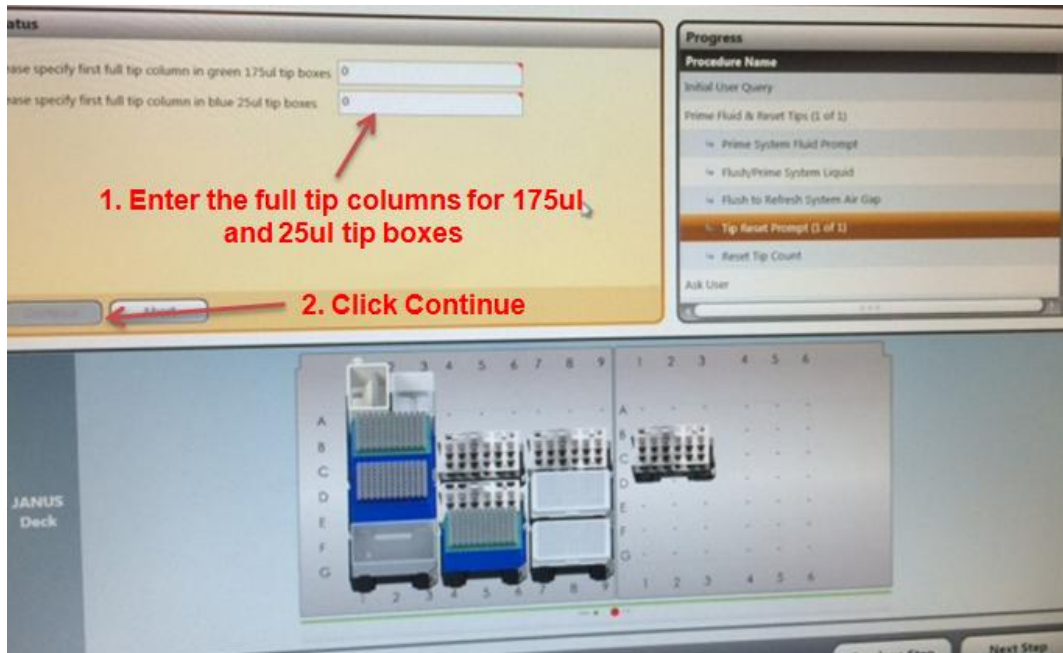 atus
ease specify first full tip column in green 175ul tip boxes 0
ease specify first full tip column in blue 25ul tip boxes 0
1. Enter the full tip columns for 175ul
and 25ul tip boxes
2. Click Continue
Continue Abort
Progress
Procedure Name
Initial User Query
Prime Fluid & Reset Tips (1 of 1)
Prime System Fluid Prompt
Flush/Prime System Liquid
Flush to Refresh System Air Gap
Tip Reset Prompt (1 of 1)
Reset Tip Count
Ask User
JANUS
Deck
2 3 4 5 6 7 8 9 1 2 3 4 5 6
A A
B B
C C
D D
E E
F F
G G
1 2 3 4 5 6 7 8 9 1 2 3 4 5 6
Next Step